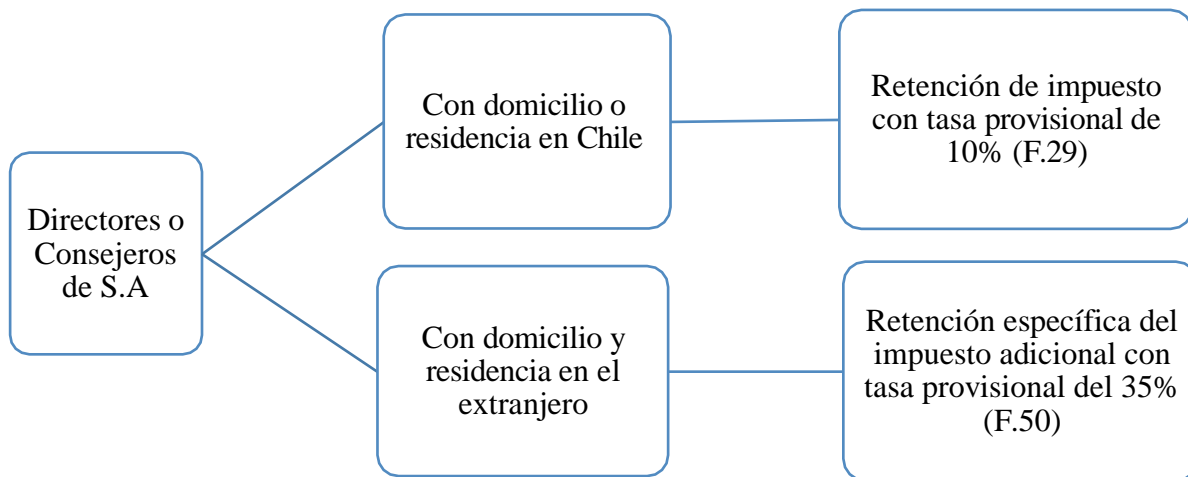 Directores o
Consejeros
de S.A
Con domicilio o
residencia en Chile
Retención de impuesto
con tasa provisional de
10% (F.29)
Con domicilio y
residencia en el
extranjero
Retención específica del
impuesto adicional con
tasa provisional del 35%
(F.50)